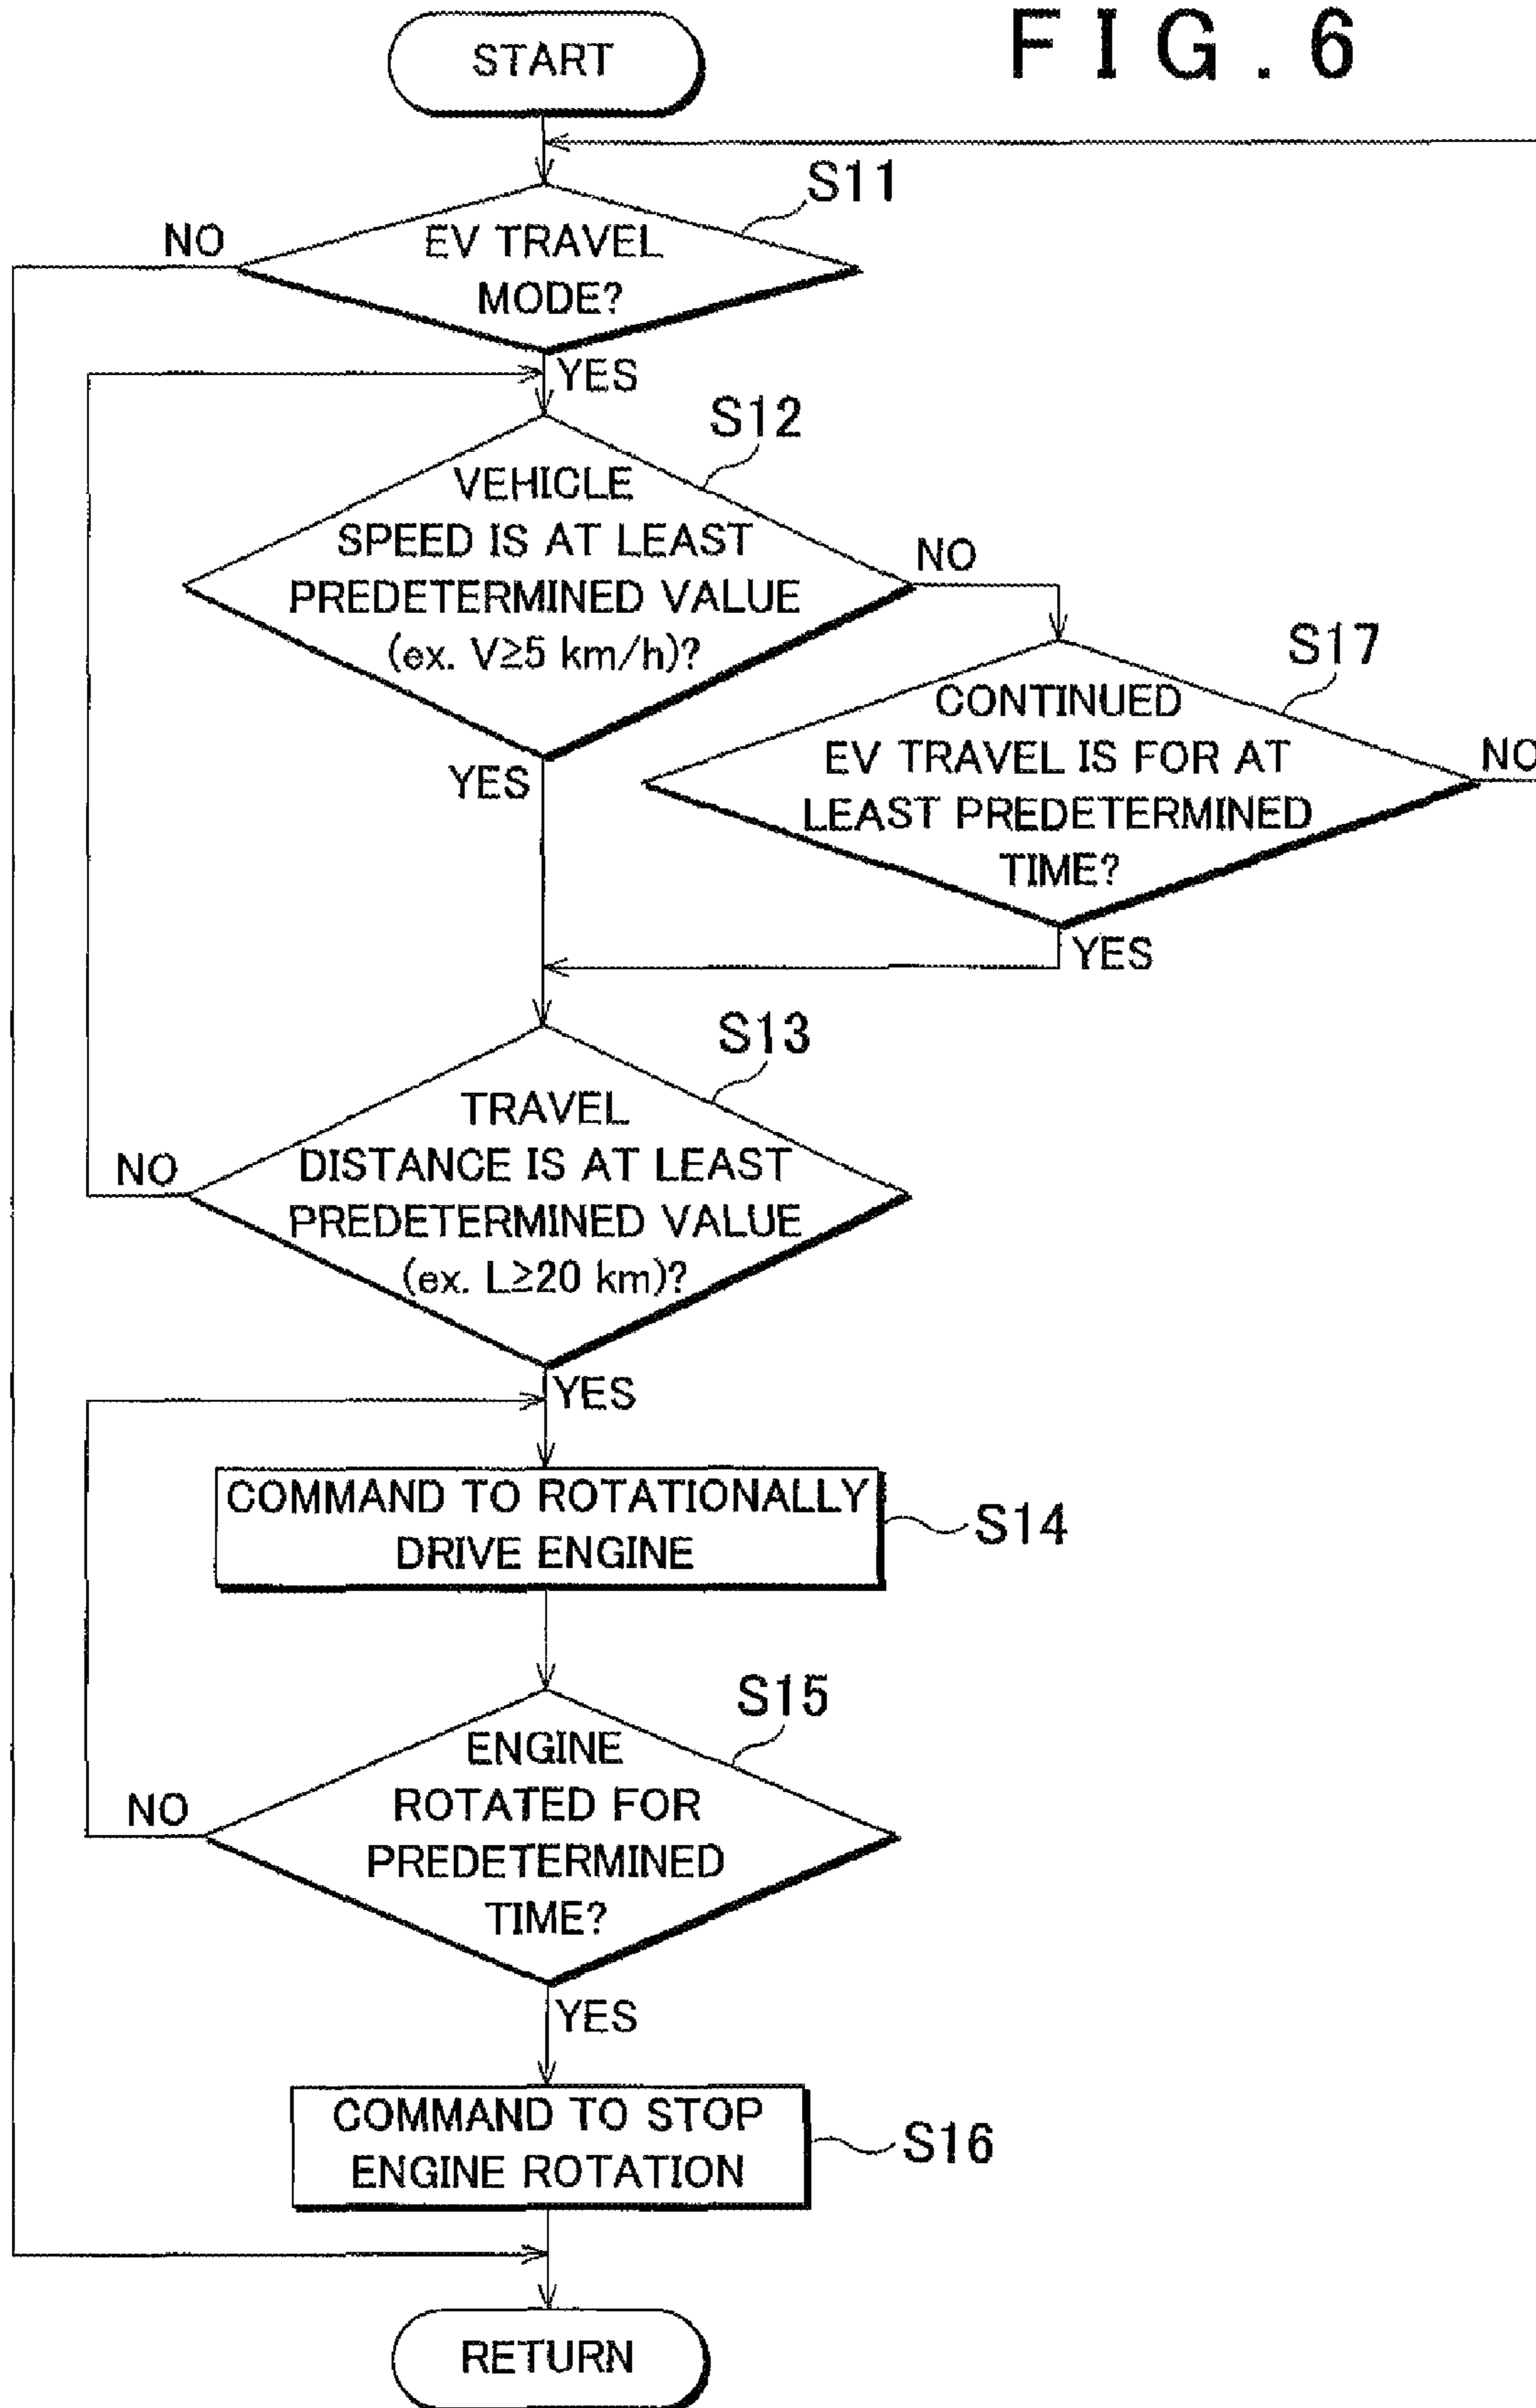 FIG. 6
START
S11
NO
EV TRAVEL
MODE?
YES
S12
VEHICLE
SPEED IS AT LEAST
PREDETERMINED VALUE
(ex. V≥5 km/h)?
NO
YES
S17
CONTINUED
EV TRAVEL IS FOR AT
LEAST PREDETERMINED
TIME?
NO
YES
S13
TRAVEL
DISTANCE IS AT LEAST
PREDETERMINED VALUE
(ex. L≥20 km)?
NO
YES
COMMAND TO ROTATIONALLY
DRIVE ENGINE
S14
S15
ENGINE
ROTATED FOR
PREDETERMINED
TIME?
NO
YES
COMMAND TO STOP
ENGINE ROTATION
S16
RETURN